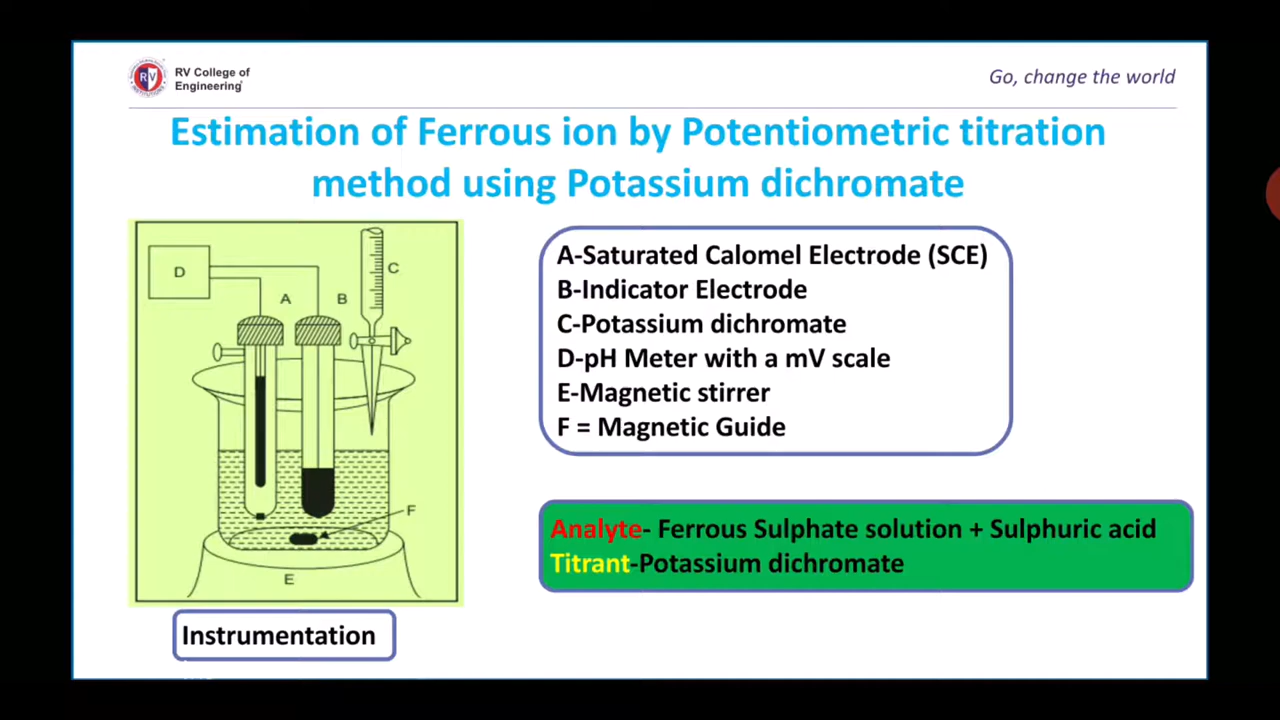 RV College of
Engineering
Go, change the world
Estimation of Ferrous ion by Potentiometric titration
method using Potassium dichromate
D
A
B
C
F
E
Instrumentation
A-Saturated Calomel Electrode (SCE)
B-Indicator Electrode
C-Potassium dichromate
D-pH Meter with a mV scale
E-Magnetic stirrer
F = Magnetic Guide
Analyte- Ferrous Sulphate solution + Sulphuric acid
Titrant-Potassium dichromate